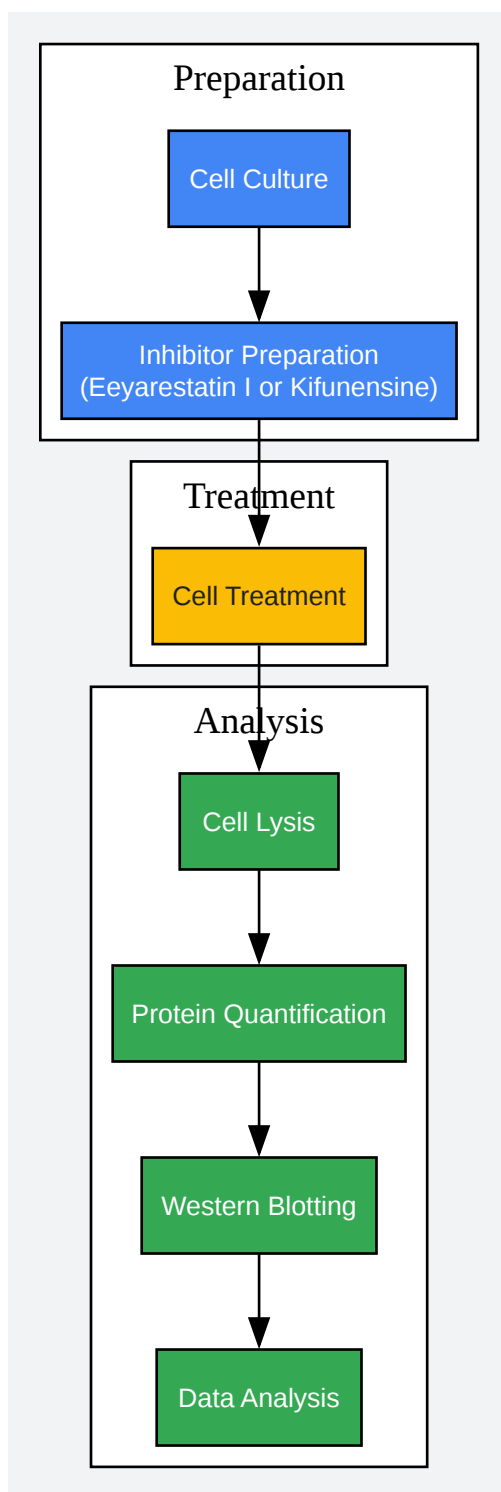 Preparation
Cell Culture
Inhibitor Preparation
(Eeyarestatin I or Kifunensine)
Treatment
Cell Treatment
Analysis
Cell Lysis
Protein Quantification
Western Blotting
Data Analysis